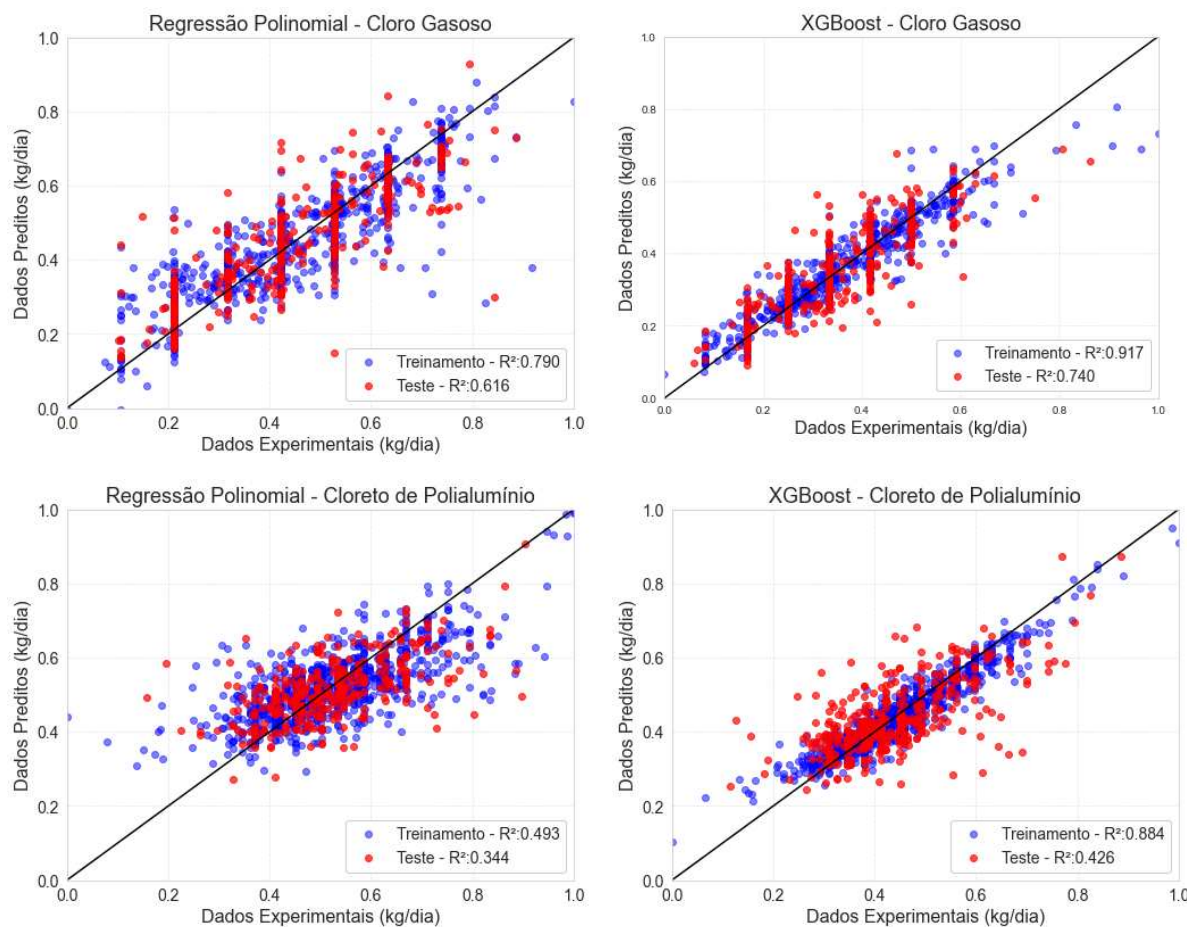 Regressão Polinomial - Cloro Gasoso
1.0
0.8
0.6
0.4
0.2
0.0
Dados Preditos (kg/dia)
Treinamento - R²:0.790
Teste - R²:0.616
0.0 0.2 0.4 0.6 0.8 1.0
Dados Experimentais (kg/dia)
XGBoost - Cloro Gasoso
1.0
0.8
0.6
0.4
0.2
0.0
Dados Preditos (kg/dia)
Treinamento - R²:0.917
Teste - R²:0.740
0.0 0.2 0.4 0.6 0.8 1.0
Dados Experimentais (kg/dia)
Regressão Polinomial - Cloreto de Polialumínio
1.0
0.8
0.6
0.4
0.2
0.0
Dados Preditos (kg/dia)
Treinamento - R²:0.493
Teste - R²:0.344
0.0 0.2 0.4 0.6 0.8 1.0
Dados Experimentais (kg/dia)
XGBoost - Cloreto de Polialumínio
1.0
0.8
0.6
0.4
0.2
0.0
Dados Preditos (kg/dia)
Treinamento - R²:0.884
Teste - R²:0.426
0.0 0.2 0.4 0.6 0.8 1.0
Dados Experimentais (kg/dia)